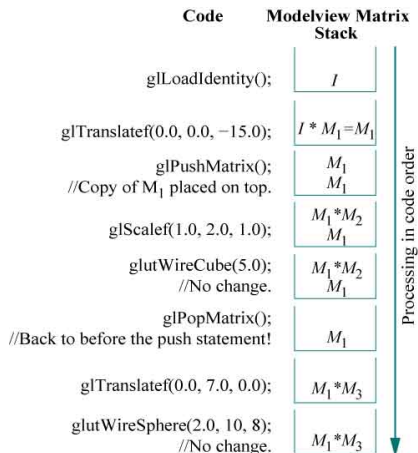 Code
Modelview Matrix
Stack
glLoadIdentity();
I
glTranslatef(0.0, 0.0, −15.0);
I * M₁=M₁
glPushMatrix();
//Copy of M₁ placed on top.
M₁
M₁
glScalef(1.0, 2.0, 1.0);
M₁*M₂
M₁
glutWireCube(5.0);
//No change.
M₁*M₂
M₁
glPopMatrix();
//Back to before the push statement!
M₁
glTranslatef(0.0, 7.0, 0.0);
M₁*M₃
glutWireSphere(2.0, 10, 8);
//No change.
M₁*M₃
Processing in code order